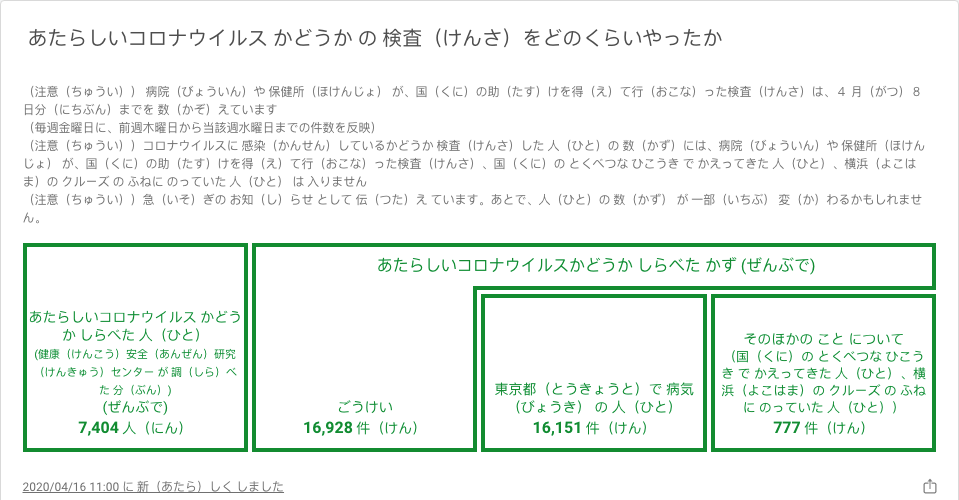 あたらしいコロナウイルス かどうか の 検査（けんさ）をどのくらいやったか
（注意（ちゅうい）） 病院（びょういん）や 保健所（ほけんじょ） が、国（くに）の助（たす）けを得（え）て行（おこな）った検査（けんさ）は、４ 月（がつ）８
日分（にちぶん）までを 数（かぞ）えています
（毎週金曜日に、前週木曜日から当該週水曜日までの件数を反映）
（注意（ちゅうい））コロナウイルスに 感染（かんせん）しているかどうか 検査（けんさ）した 人（ひと）の 数（かず）には、病院（びょういん）や 保健所（ほけん
じょ） が、国（くに）の助（たす）けを得（え）て行（おこな）った検査（けんさ）、国（くに）の とくべつな ひこうき で かえってきた 人（ひと）、横浜（よこは
ま）の クルーズ の ふねに のっていた 人（ひと） は 入りません
（注意（ちゅうい））急（いそ）ぎの お知（し）らせ として 伝（つた）え ています。あとで、人（ひと）の 数（かず） が 一部（いちぶ） 変（か）わるかもしれませ
ん。
あたらしいコロナウイルスかどうか しらべた かず (ぜんぶで)
あたらしいコロナウイルス かどう
か しらべた 人（ひと）
(健康（けんこう）安全（あんぜん）研究
（けんきゅう）センター が 調（しら）べ
た 分（ぶん）)
(ぜんぶで)
7,404 人（にん）
ごうけい
16,928 件（けん）
東京都（とうきょうと）で 病気
（びょうき） の 人（ひと）
16,151 件（けん）
そのほかの こと について
（国（くに）の とくべつな ひこう
き で かえってきた 人（ひと）、横
浜（よこはま）の クルーズ の ふね
に のっていた 人（ひと））
777 件（けん）
2020/04/16 11:00 に 新（あたら）しく しました